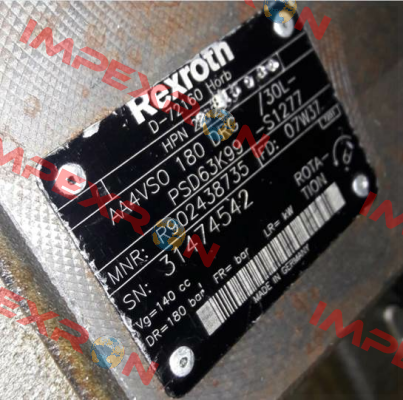 Rexroth
D-72160 Horb
HPN
AA4VSO 180 DRG /30L-
PSD63K99 -S1277
MNR: R902438735 FD: 07W37
SN: 31474542 ROTA-
TION
Vg=140 cc
DR=180 bar FR= bar LR= kW
MADE IN GERMANY
IMPEXRON